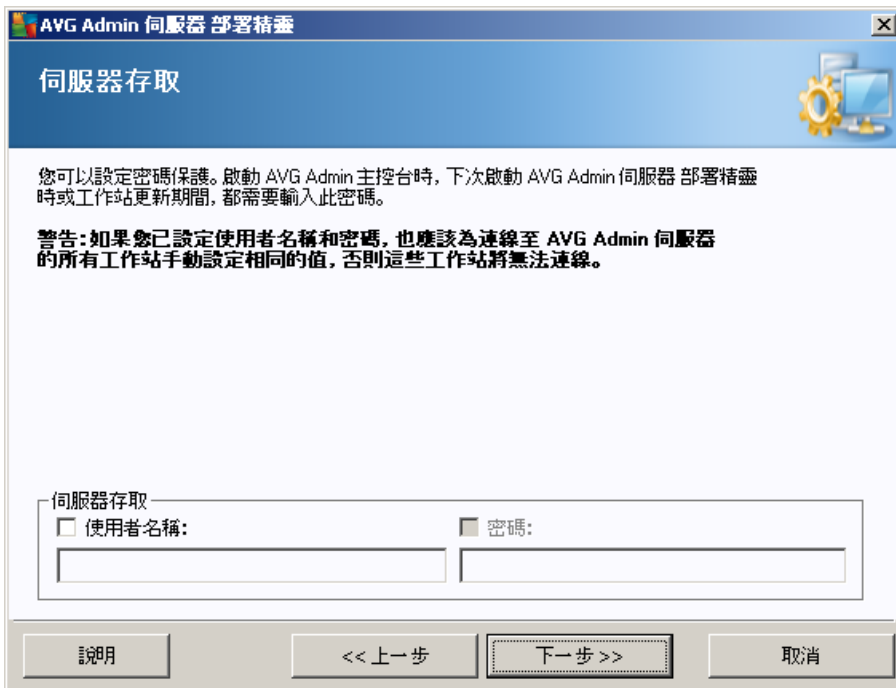 AVG Admin 伺服器 部署精靈
伺服器存取
您可以設定密碼保護。啟動 AVG Admin 主控台時, 下次啟動 AVG Admin 伺服器 部署精靈
時或工作站更新期間, 都需要輸入此密碼。
警告:如果您已設定使用者名稱和密碼, 也應該為連線至 AVG Admin 伺服器
的所有工作站手動設定相同的值, 否則這些工作站將無法連線。
伺服器存取
使用者名稱: 密碼:
說明 << 上一步 下一步 >> 取消